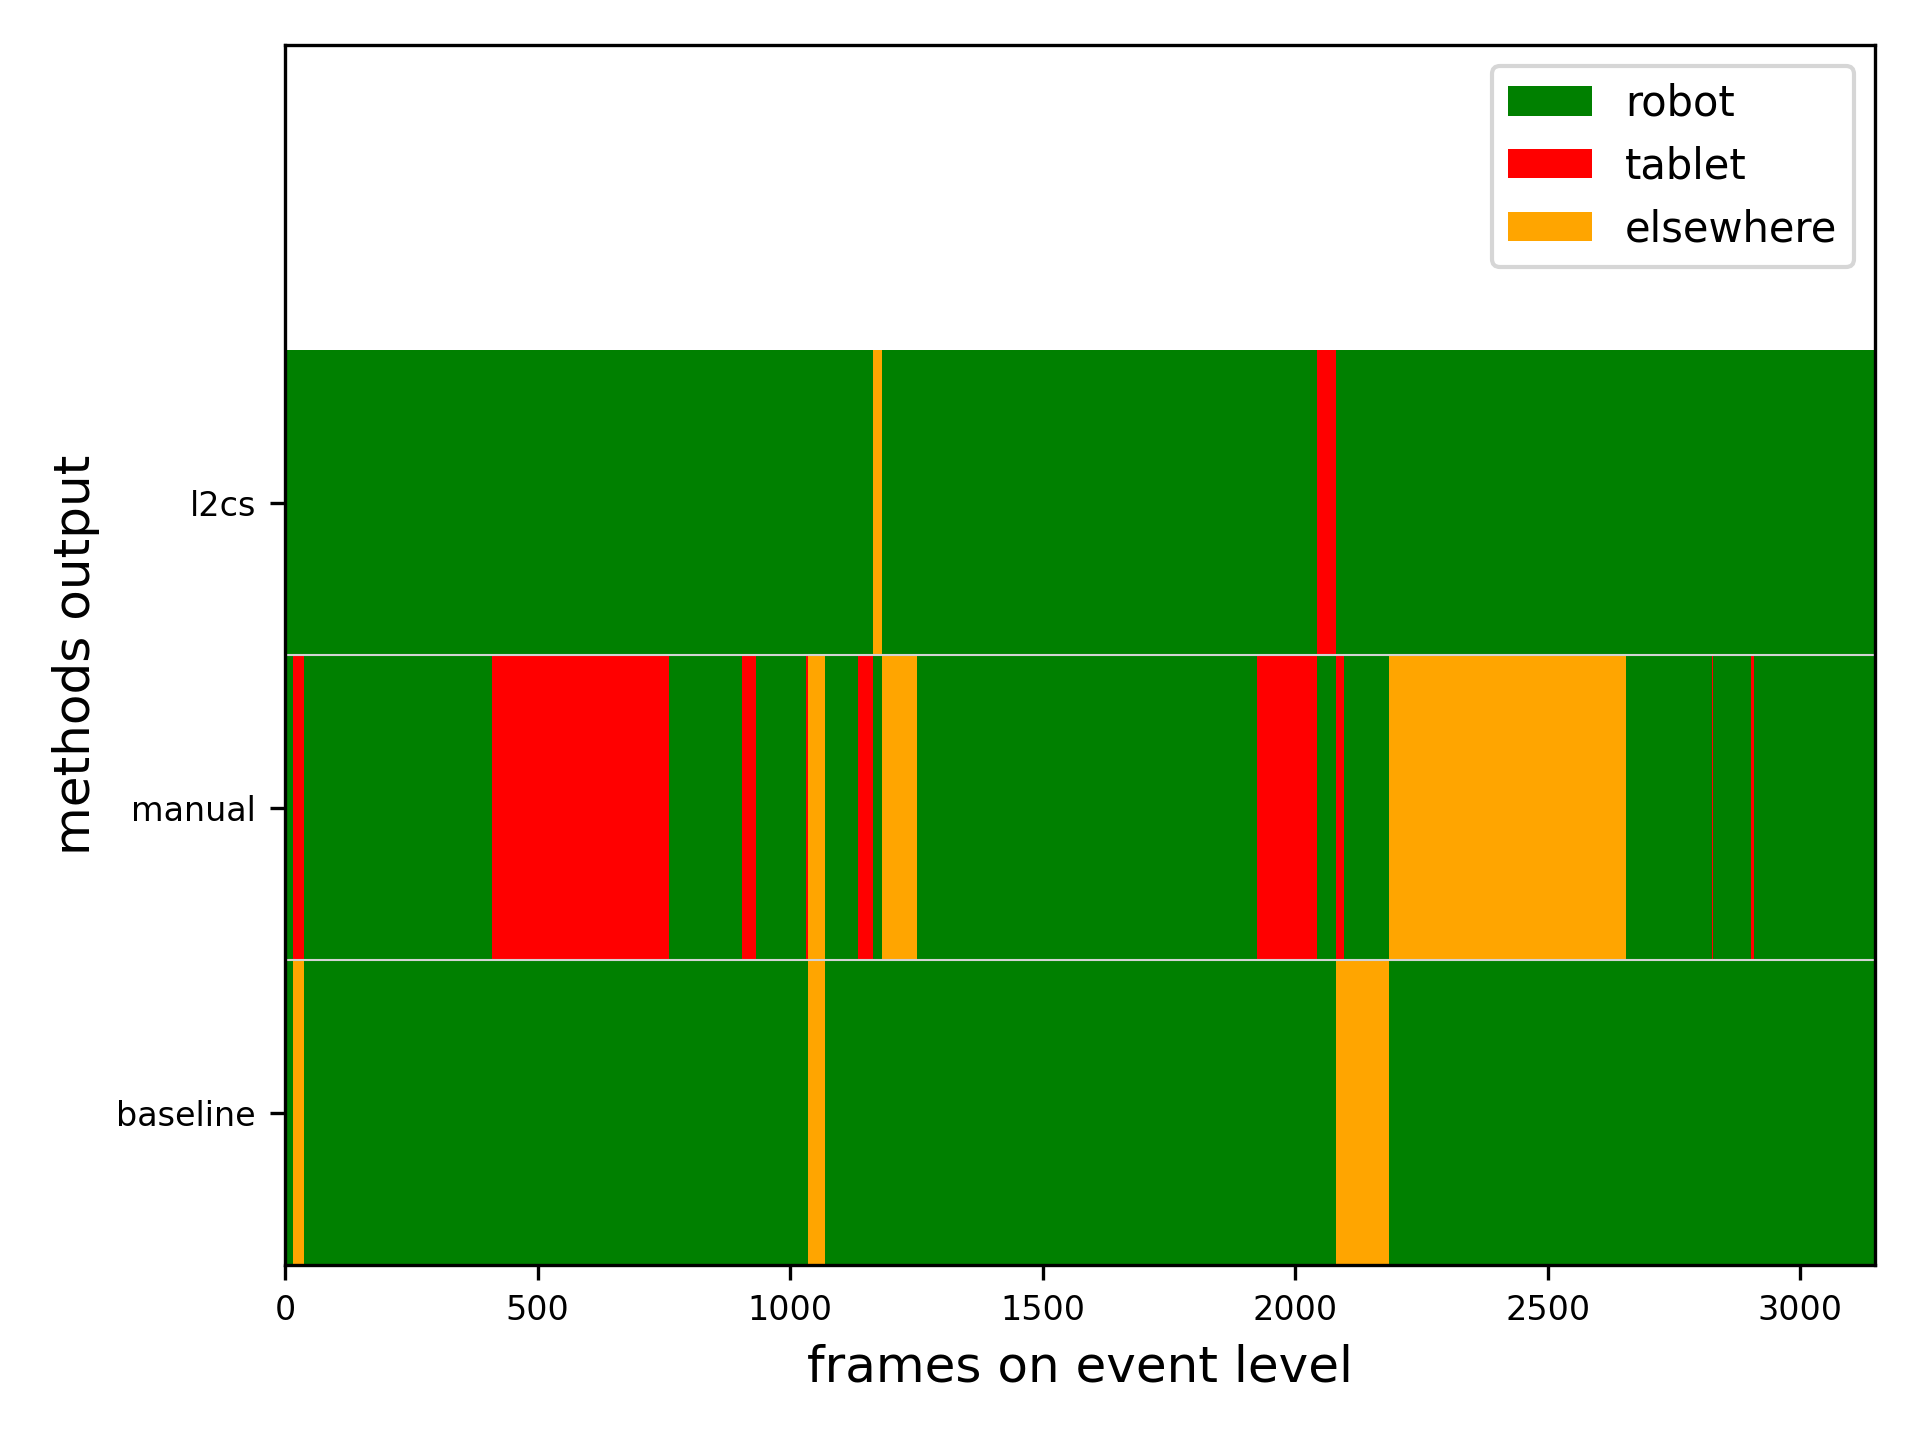 robot
tablet
elsewhere
methods output
l2cs
manual
baseline
0 500 1000 1500 2000 2500 3000
frames on event level